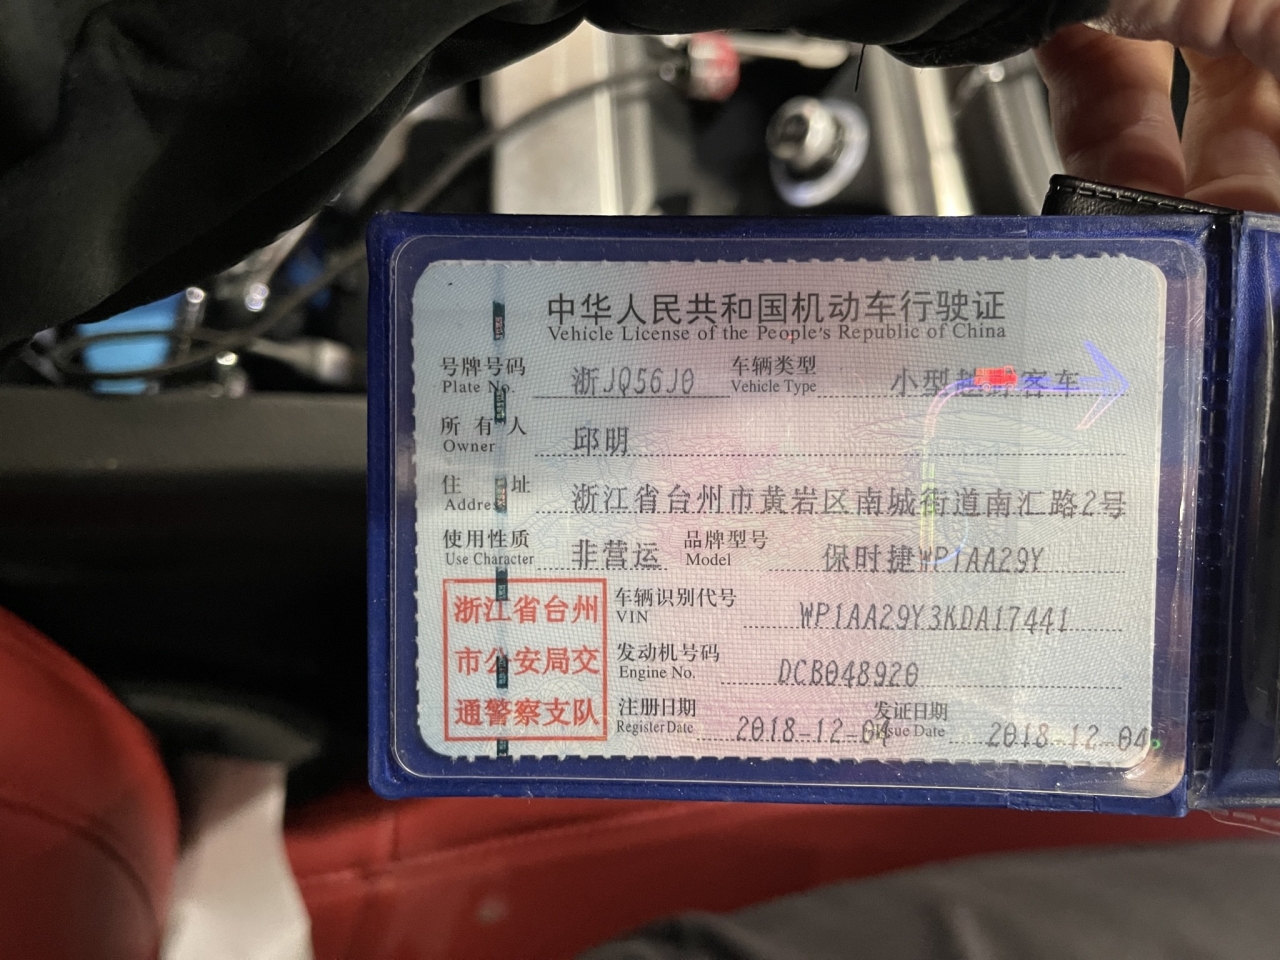 中华人民共和国机动车行驶证
Vehicle License of the People's Republic of China
号牌号码 浙JQ56J0 车辆类型 小型越野客车
Plate No. Vehicle Type
所有人 邱明
Owner
住址 浙江省台州市黄岩区南城街道南汇路2号
Address
使用性质 非营运 品牌型号 保时捷WP1AA29Y
Use Character Model
浙江省台州
市公安局交
通警察支队
车辆识别代号 WP1AA29Y3KDA17441
VIN
发动机号码 DCB048920
Engine No.
注册日期 2018-12-04 发证日期 2018-12-04
Register Date Issue Date